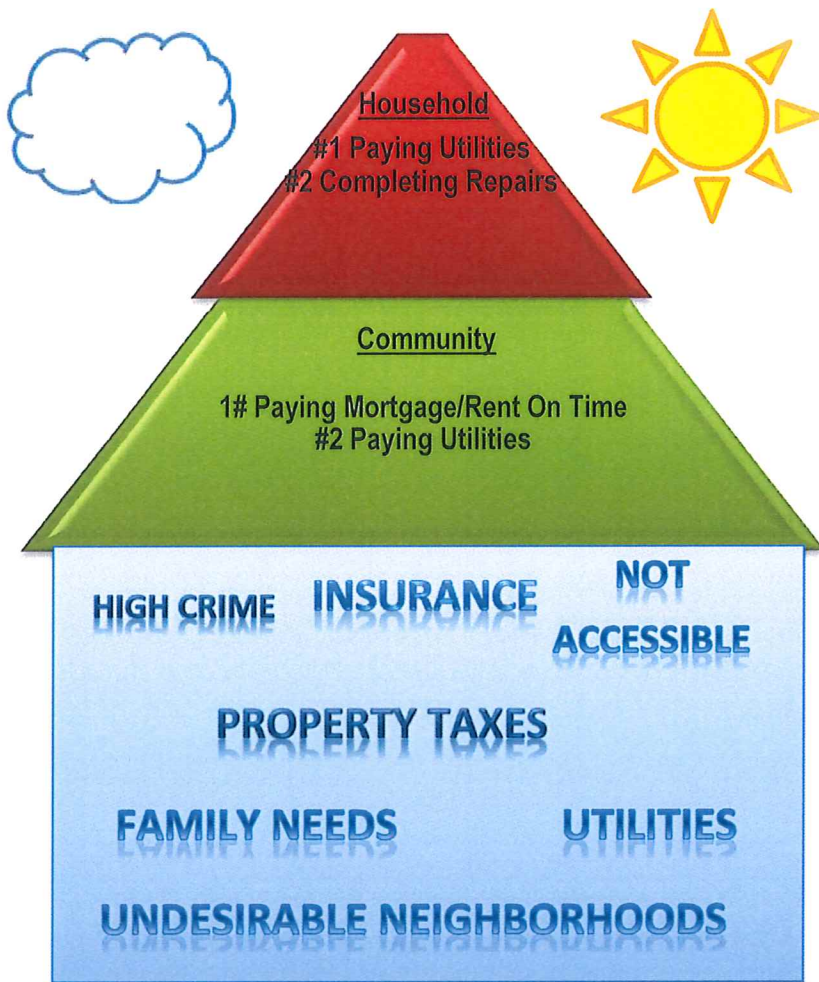 Household
#1 Paying Utilities
#2 Completing Repairs
Community
1# Paying Mortgage/Rent On Time
#2 Paying Utilities
HIGH CRIME
INSURANCE
NOT
ACCESSIBLE
PROPERTY TAXES
FAMILY NEEDS
UTILITIES
UNDESIRABLE NEIGHBORHOODS